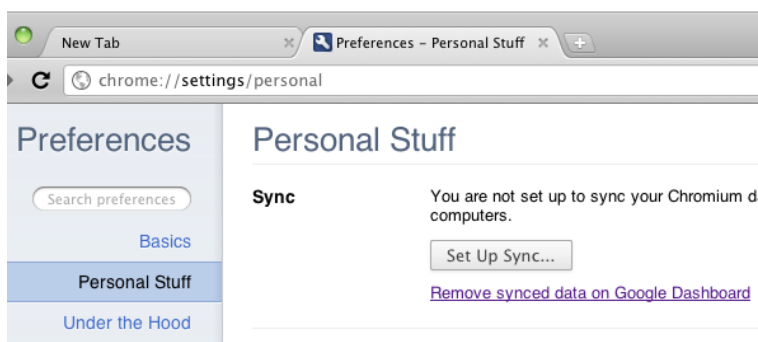 New Tab
Preferences – Personal Stuff
chrome://settings/personal
Preferences
Search preferences
Basics
Personal Stuff
Under the Hood
Personal Stuff
Sync
You are not set up to sync your Chromium
computers.
Set Up Sync...
Remove synced data on Google Dashboard